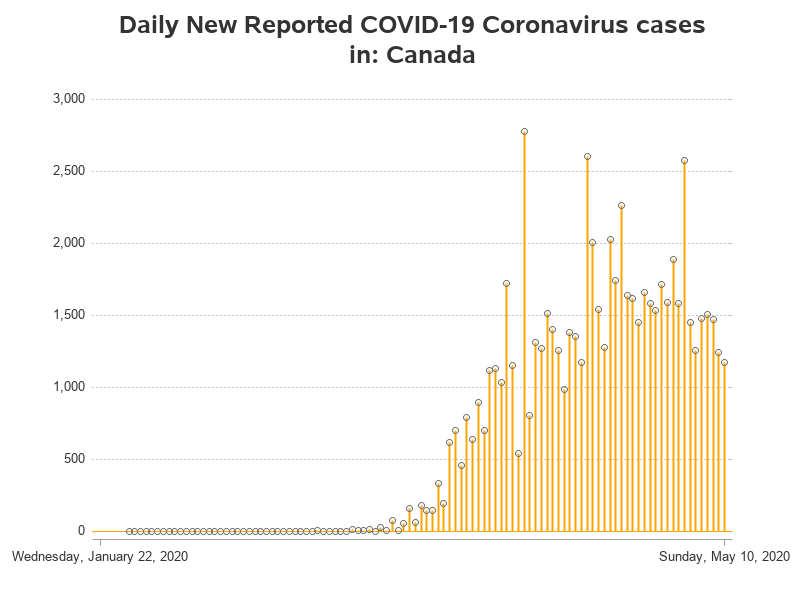 Daily New Reported COVID-19 Coronavirus cases
in: Canada
3,000
2,500
2,000
1,500
1,000
500
0
Wednesday, January 22, 2020
Sunday, May 10, 2020